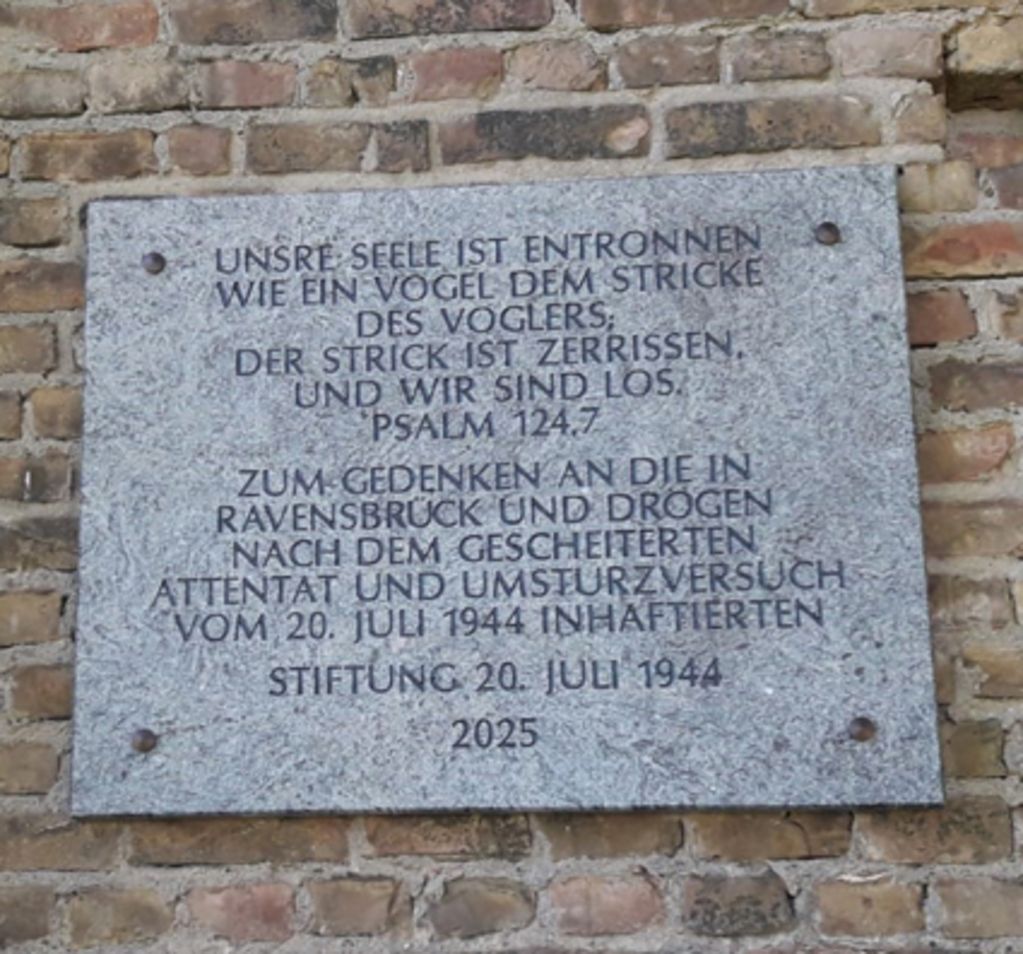 UNSRE SEELE IST ENTRONNEN
WIE EIN VOGEL DEM STRICKE
DES VOGLERS;
DER STRICK IST ZERRISSEN,
UND WIR SIND LOS.
PSALM 124,7
ZUM GEDENKEN AN DIE IN
RAVENSBRÜCK UND DRÖGEN
NACH DEM GESCHEITERTEN
ATTENTAT UND UMSTURZVERSUCH
VOM 20. JULI 1944 INHAFTIERTEN
STIFTUNG 20. JULI 1944
2025